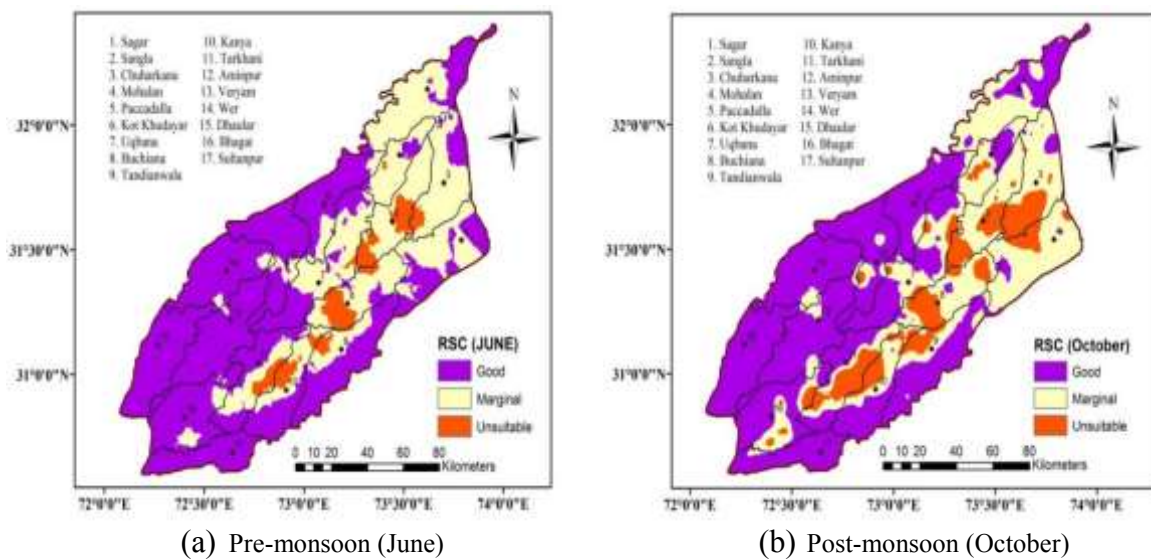 1. Sagar
2. Sangla
3. Chuharkana
4. Mohalan
5. Paccadalla
6. Kot Khudayar
7. Uqbana
8. Buchiana
9. Tandianwala
10. Kanya
11. Tarkhani
12. Aminpur
13. Veryam
14. Wer
15. Dhaular
16. Bhagat
17. Sultanpur
N
32°0'0"N
31°30'0"N
31°0'0"N
RSC (JUNE)
Good
Marginal
Unsuitable
0 10 20 40 60 80
Kilometers
72°0'0"E 72°30'0"E 73°0'0"E 73°30'0"E 74°0'0"E
(a) Pre-monsoon (June)
1. Sagar
2. Sangla
3. Chuharkana
4. Mohalan
5. Paccadalla
6. Kot Khudayar
7. Uqbana
8. Buchiana
9. Tandianwala
10. Kanya
11. Tarkhani
12. Aminpur
13. Veryam
14. Wer
15. Dhaular
16. Bhagat
17. Sultanpur
N
32°0'0"N
31°30'0"N
31°0'0"N
RSC (October)
Good
Marginal
Unsuitable
0 10 20 40 60 80
Kilometers
72°0'0"E 72°30'0"E 73°0'0"E 73°30'0"E 74°0'0"E
(b) Post-monsoon (October)